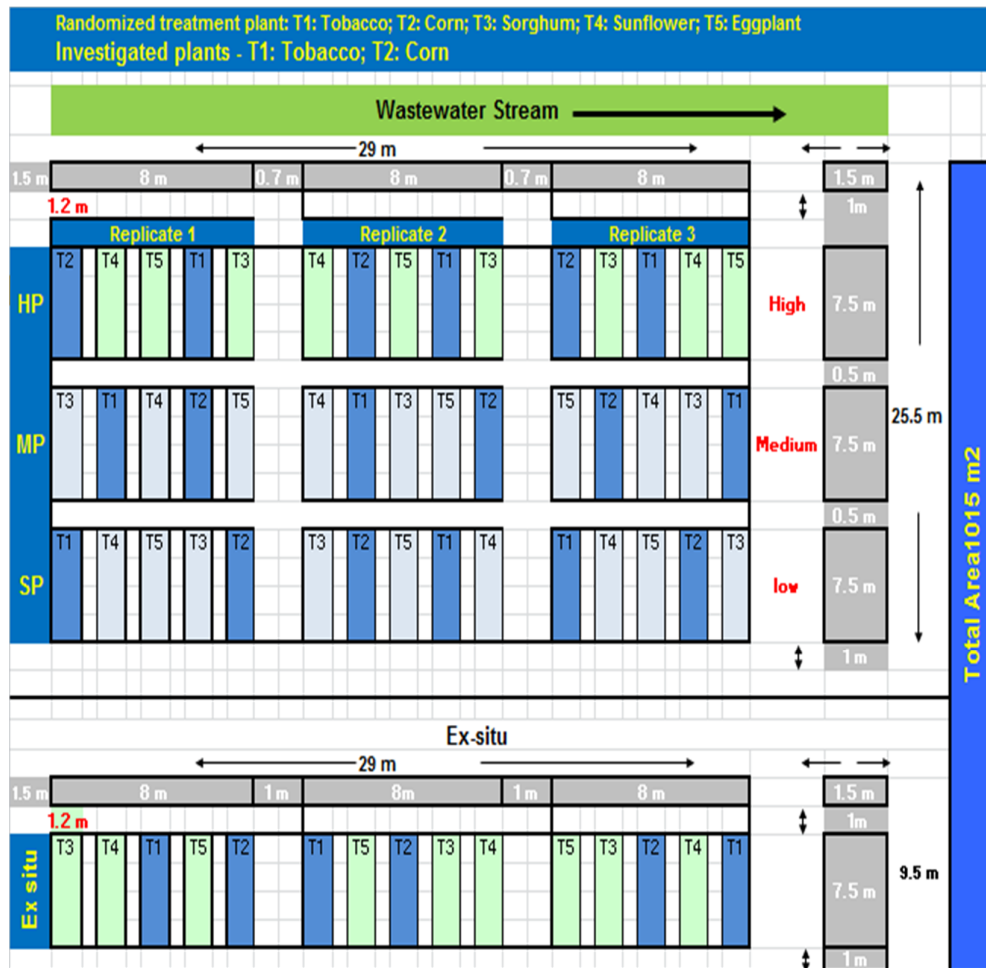 Randomized treatment plant: T1: Tobacco; T2: Corn; T3: Sorghum; T4: Sunflower; T5: Eggplant
Investigated plants - T1: Tobacco; T2: Corn
Wastewater Stream
29 m
1.5 m 8 m 0.7 m 8 m 0.7 m 8 m 1.5 m
1.2 m 1m
Replicate 1 Replicate 2 Replicate 3
HP T2 T4 T5 T1 T3 T4 T2 T5 T1 T3 T2 T3 T1 T4 T5 High 7.5 m
0.5 m
MP T3 T1 T4 T2 T5 T4 T1 T3 T5 T2 T5 T2 T4 T3 T1 Medium 7.5 m
25.5 m
0.5 m
SP T1 T4 T5 T3 T2 T3 T2 T5 T1 T4 T1 T4 T5 T2 T3 low 7.5 m
1 m
Total Area1015 m2
Ex-situ
29 m
1.5 m 8 m 1 m 8m 1 m 8 m 1.5 m
1.2 m 1m
Ex situ T3 T4 T1 T5 T2 T1 T5 T2 T3 T4 T5 T3 T2 T4 T1 7.5 m
9.5 m
1 m